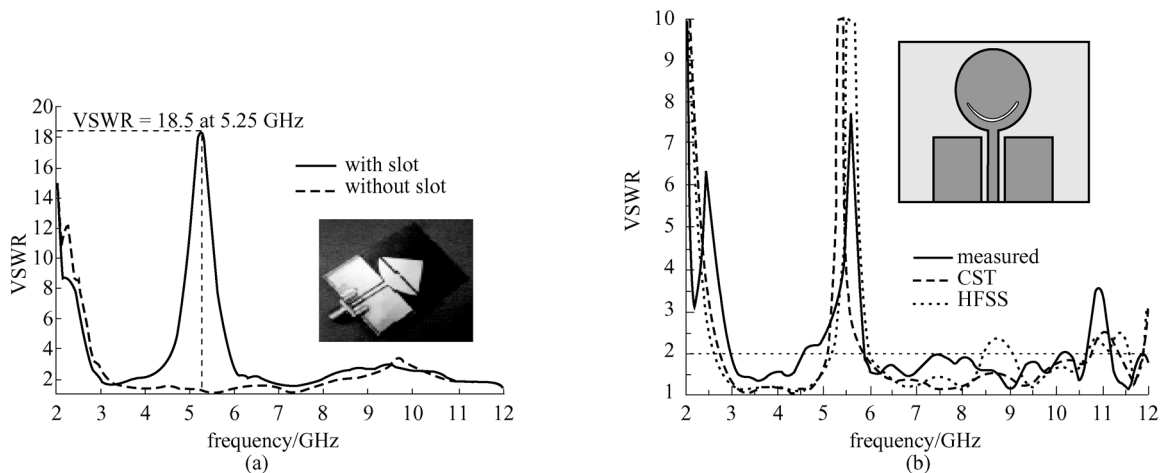 20
18
16
14
12
10
8
6
4
2
VSWR
VSWR = 18.5 at 5.25 GHz
with slot
without slot
2 3 4 5 6 7 8 9 10 11 12
frequency/GHz
(a)
10
9
8
7
6
5
4
3
2
1
VSWR
measured
CST
HFSS
2 3 4 5 6 7 8 9 10 11 12
frequency/GHz
(b)